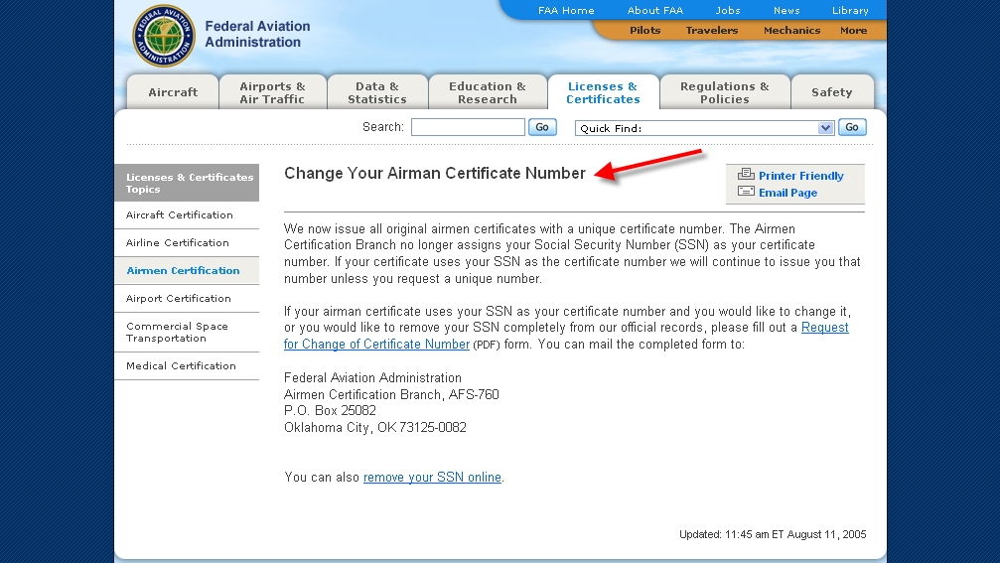 FAA Home About FAA Jobs News Library
Pilots Travelers Mechanics More
FEDERAL AVIATION
ADMINISTRATION
Federal Aviation
Administration
Aircraft
Airports &
Air Traffic
Data &
Statistics
Education &
Research
Licenses &
Certificates
Regulations &
Policies
Safety
Search: Go Quick Find: Go
Licenses & Certificates
Topics
Aircraft Certification
Airline Certification
Airmen Certification
Airport Certification
Commercial Space
Transportation
Medical Certification
Change Your Airman Certificate Number
Printer Friendly
Email Page
We now issue all original airmen certificates with a unique certificate number. The Airmen
Certification Branch no longer assigns your Social Security Number (SSN) as your certificate
number. If your certificate uses your SSN as the certificate number we will continue to issue you that
number unless you request a unique number.
If your airman certificate uses your SSN as your certificate number and you would like to change it,
or you would like to remove your SSN completely from our official records, please fill out a Request
for Change of Certificate Number (PDF) form. You can mail the completed form to:
Federal Aviation Administration
Airmen Certification Branch, AFS-760
P.O. Box 25082
Oklahoma City, OK 73125-0082
You can also remove your SSN online.
Updated: 11:45 am ET August 11, 2005